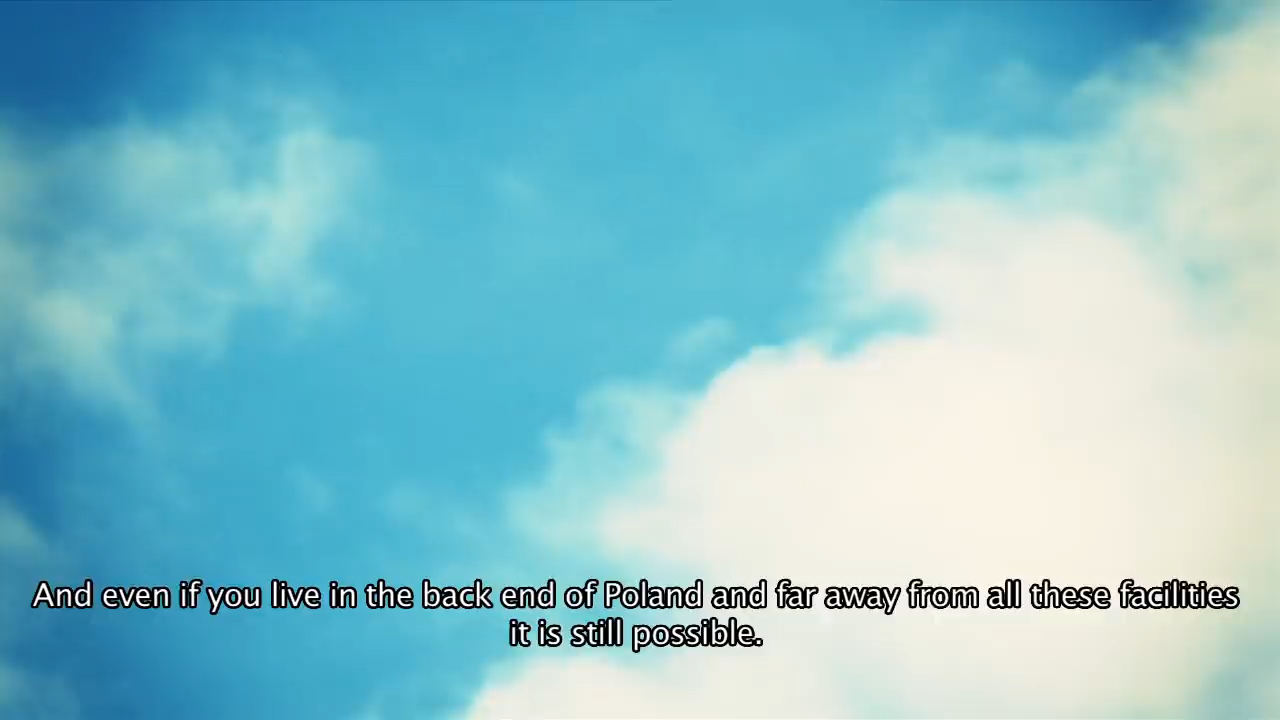 And even if you live in the back end of Poland and far away from all these facilities
it is still possible.